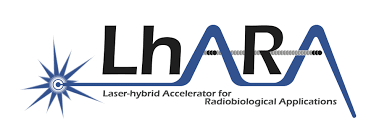 LhARA
Laser-hybrid Accelerator for
Radiobiological Applications